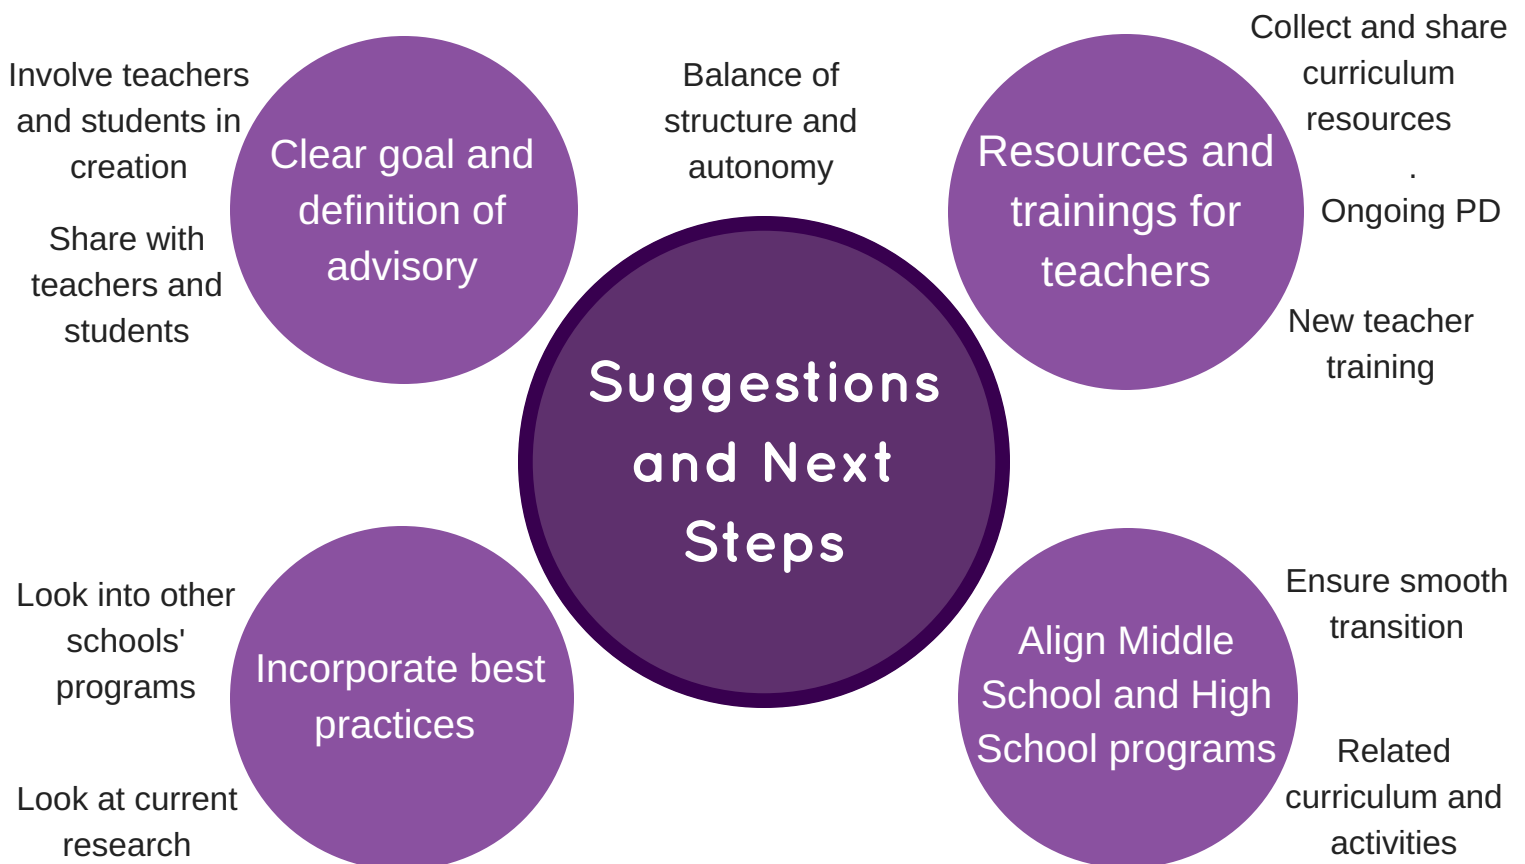 Involve teachers
and students in
creation
Share with
teachers and
students
Clear goal and
definition of
advisory
Balance of
structure and
autonomy
Resources and
trainings for
teachers
Collect and share
curriculum
resources
.
Ongoing PD
New teacher
training
Suggestions
and Next
Steps
Look into other
schools'
programs
Look at current
research
Incorporate best
practices
Align Middle
School and High
School programs
Ensure smooth
transition
Related
curriculum and
activities